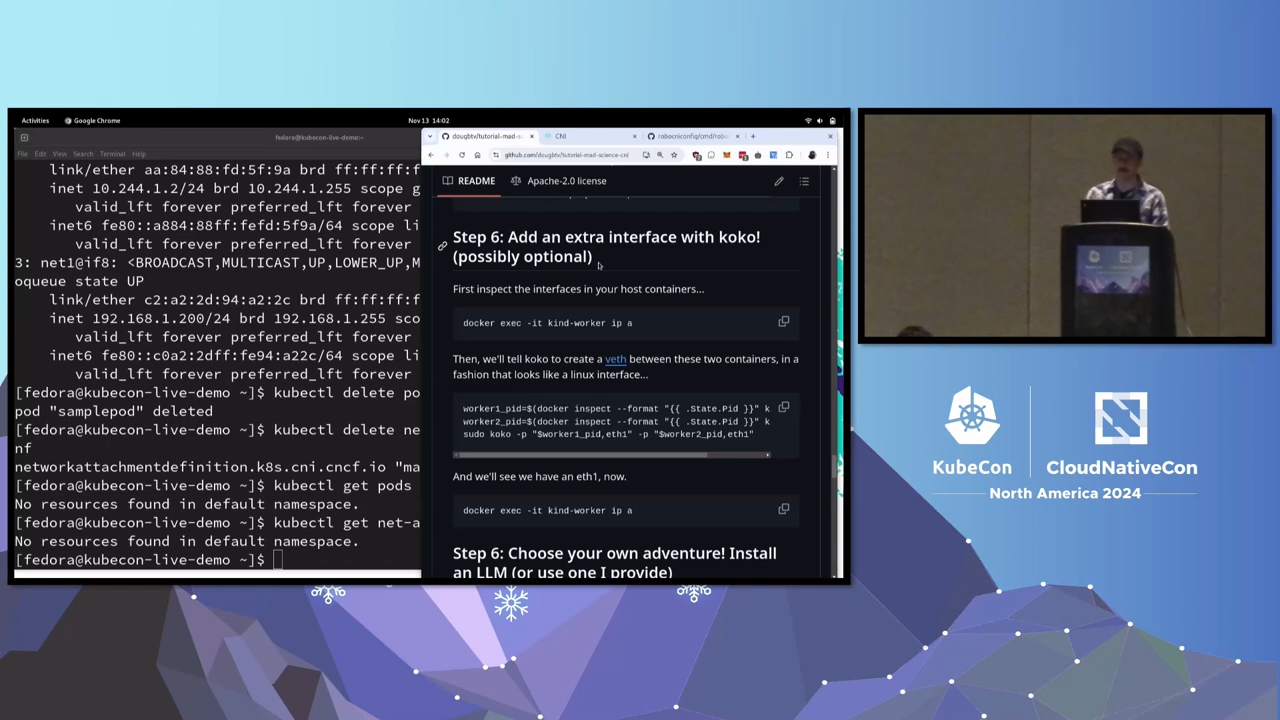 Activities
Google Chrome
Nov 13 14:02
fedora@kubecon-live-demo:~
File Edit View Search Terminal Help
link/ether aa:84:88:fd:5f:9a brd ff:ff:ff:ff
inet 10.244.1.2/24 brd 10.244.1.255 scope g
valid_lft forever preferred_lft forever
inet6 fe80::a884:88ff:fefd:5f9a/64 scope li
valid_lft forever preferred_lft forever
3: net1@if8: <BROADCAST,MULTICAST,UP,LOWER_UP,M
oqueue state UP
link/ether c2:a2:2d:94:a2:2c brd ff:ff:ff:ff
inet 192.168.1.200/24 brd 192.168.1.255 sco
valid_lft forever preferred_lft forever
inet6 fe80::c0a2:2dff:fe94:a22c/64 scope li
valid_lft forever preferred_lft forever
[fedora@kubecon-live-demo ~]$ kubectl delete po
pod "samplepod" deleted
[fedora@kubecon-live-demo ~]$ kubectl delete ne
nf
networkattachmentdefinition.k8s.cni.cncf.io "ma
[fedora@kubecon-live-demo ~]$ kubectl get pods
No resources found in default namespace.
[fedora@kubecon-live-demo ~]$ kubectl get net-a
No resources found in default namespace.
[fedora@kubecon-live-demo ~]$
dougbtv/tutorial-mad-sc
CNI
robocniconfig/cmd/robo
github.com/dougbtv/tutorial-mad-science-cni
README
Apache-2.0 license
Step 6: Add an extra interface with koko!
(possibly optional)
First inspect the interfaces in your host containers...
docker exec -it kind-worker ip a
Then, we'll tell koko to create a veth between these two containers, in a
fashion that looks like a linux interface...
worker1_pid=$(docker inspect --format "{{ .State.Pid }}" k
worker2_pid=$(docker inspect --format "{{ .State.Pid }}" k
sudo koko -p "$worker1_pid,eth1" -p "$worker2_pid,eth1"
And we'll see we have an eth1, now.
docker exec -it kind-worker ip a
Step 6: Choose your own adventure! Install
an LLM (or use one I provide)
KubeCon
CloudNativeCon
North America 2024